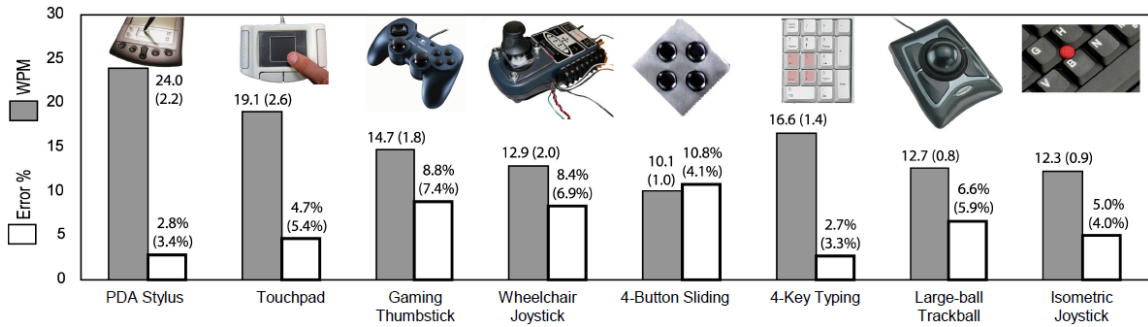 30
25
20
15
10
5
0
WPM
Error %
24.0
(2.2)
2.8%
(3.4%)
19.1 (2.6)
4.7%
(5.4%)
14.7 (1.8)
8.8%
(7.4%)
12.9 (2.0)
8.4%
(6.9%)
10.1
(1.0)
10.8%
(4.1%)
16.6 (1.4)
2.7%
(3.3%)
12.7 (0.8)
6.6%
(5.9%)
12.3 (0.9)
5.0%
(4.0%)
G
H
N
V
B
PDA Stylus
Touchpad
Gaming
Thumbstick
Wheelchair
Joystick
4-Button Sliding
4-Key Typing
Large-ball
Trackball
Isometric
Joystick